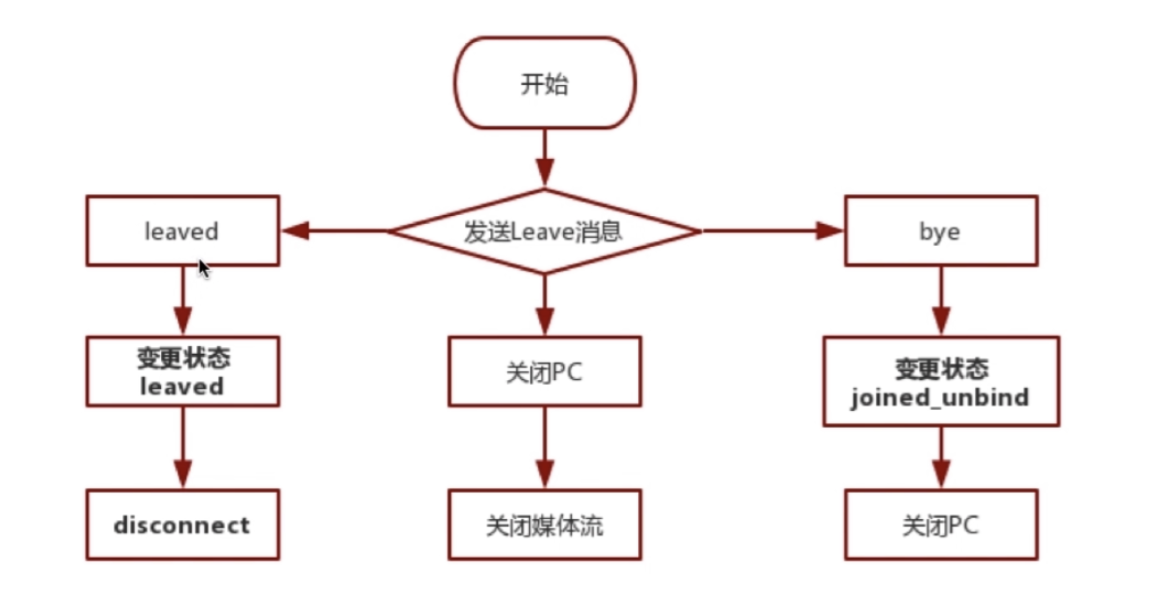 开始
leaved
发送Leave消息
bye
变更状态
leaved
关闭PC
变更状态
joined_unbind
disconnect
关闭媒体流
关闭PC